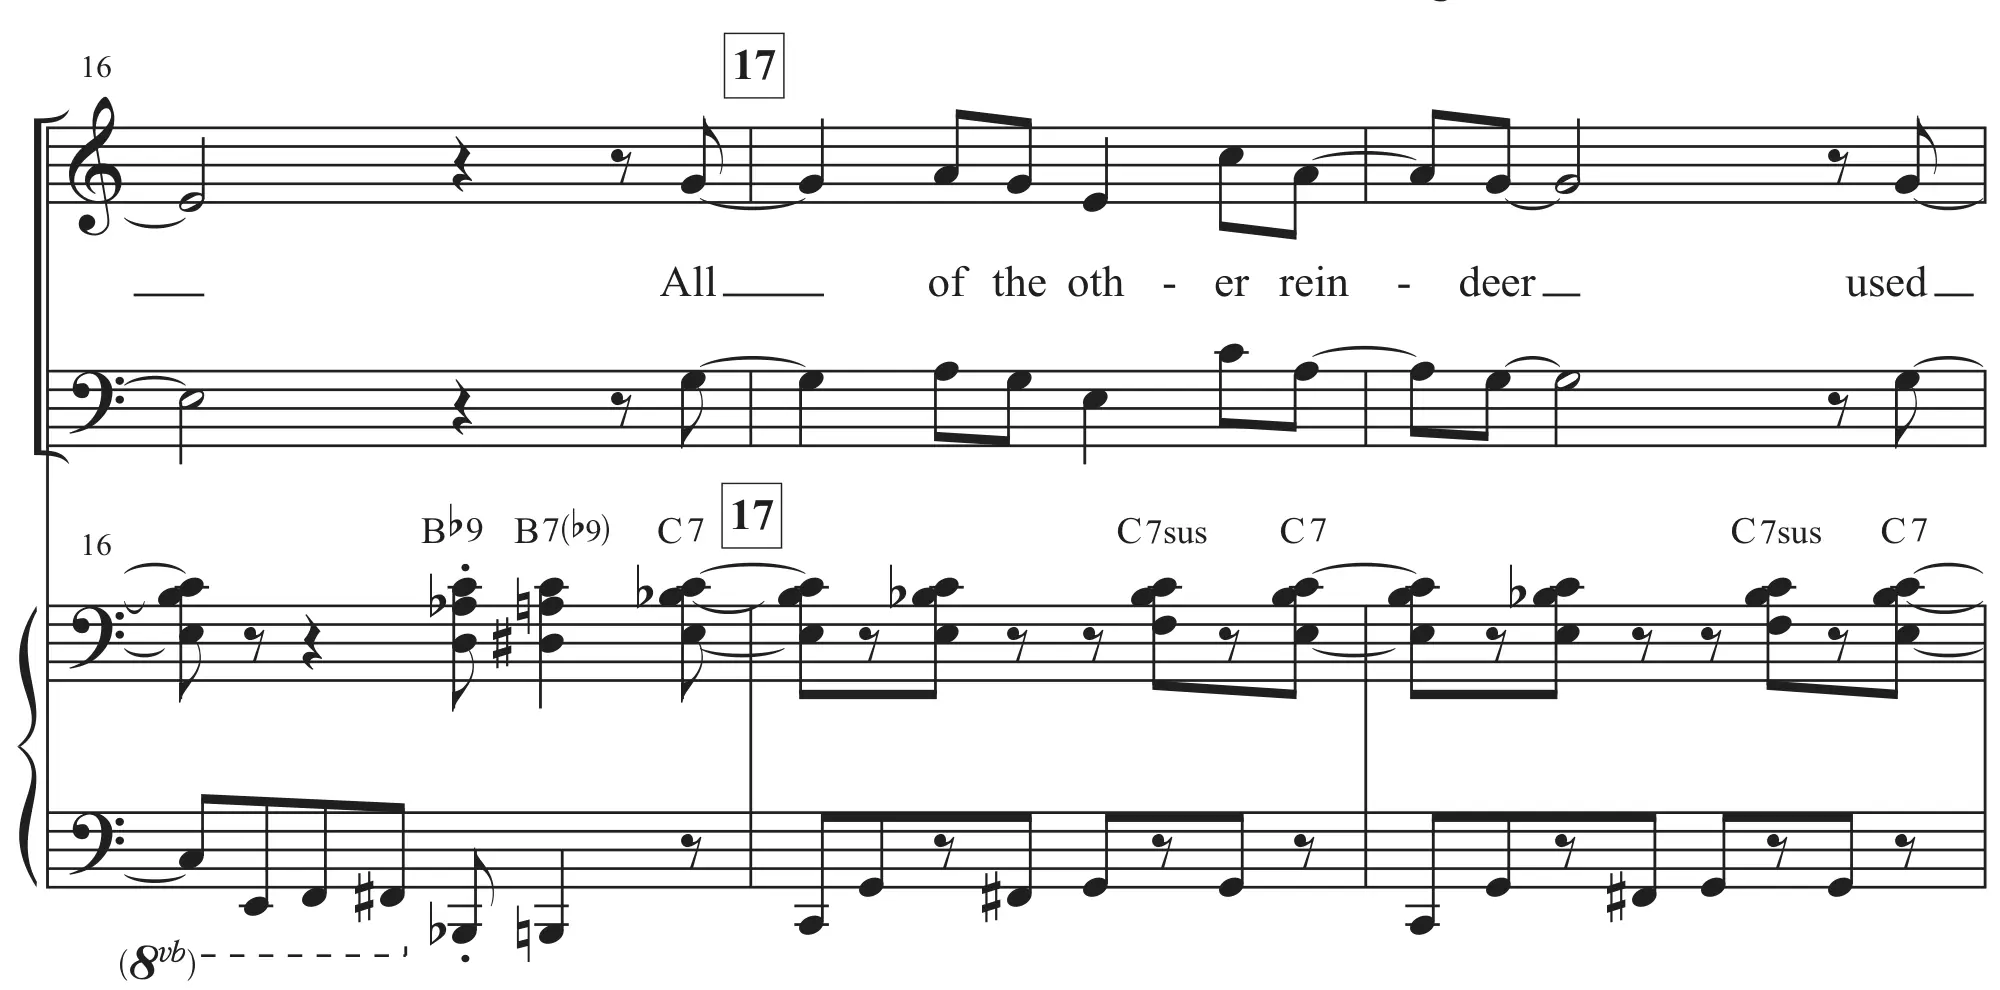 16
17
All of the oth - er rein - deer used
17
B♭9 B7(♭9) C7 C7sus C7 C7sus C7
16
(8vb)